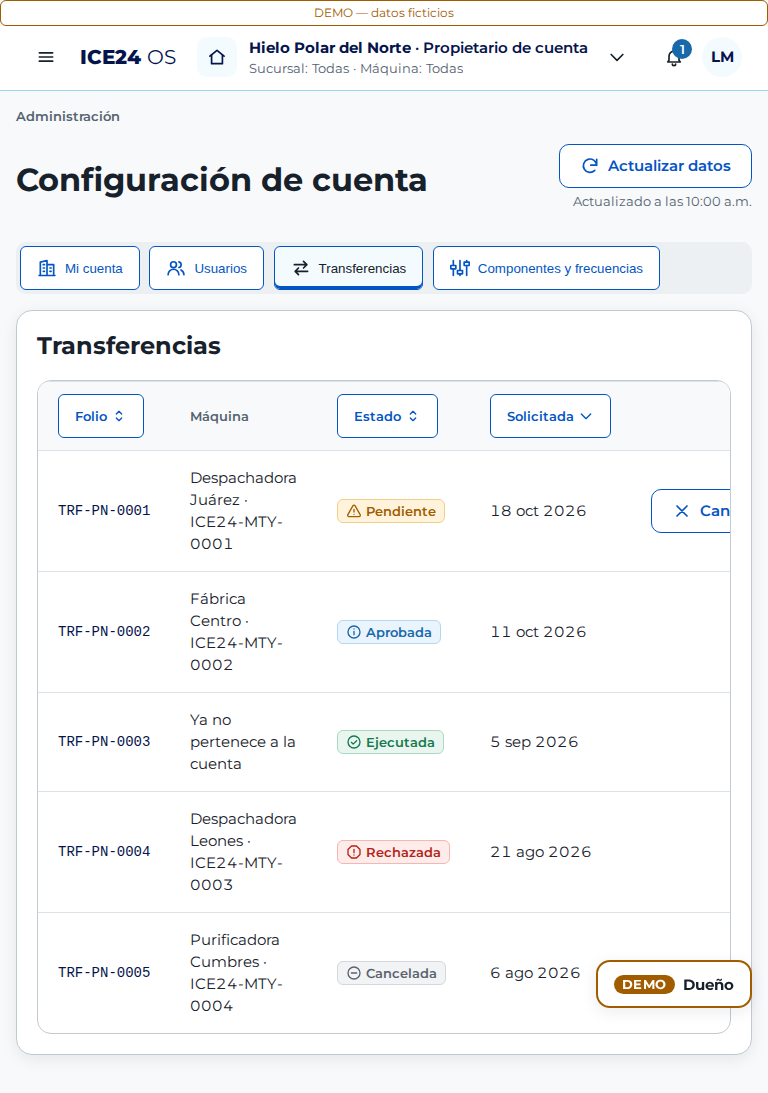 DEMO — datos ficticios
ICE24 OS
Hielo Polar del Norte · Propietario de cuenta
Sucursal: Todas · Máquina: Todas
1
LM
Administración
Configuración de cuenta
Actualizar datos
Actualizado a las 10:00 a.m.
Mi cuenta
Usuarios
Transferencias
Componentes y frecuencias
Transferencias
Folio
Máquina
Estado
Solicitada
TRF-PN-0001
Despachadora
Juárez ·
ICE24-MTY-
0001
Pendiente
18 oct 2026
Can
TRF-PN-0002
Fábrica
Centro ·
ICE24-MTY-
0002
Aprobada
11 oct 2026
TRF-PN-0003
Ya no
pertenece a la
cuenta
Ejecutada
5 sep 2026
TRF-PN-0004
Despachadora
Leones ·
ICE24-MTY-
0003
Rechazada
21 ago 2026
TRF-PN-0005
Purificadora
Cumbres ·
ICE24-MTY-
0004
Cancelada
6 ago 2026
DEMO Dueño